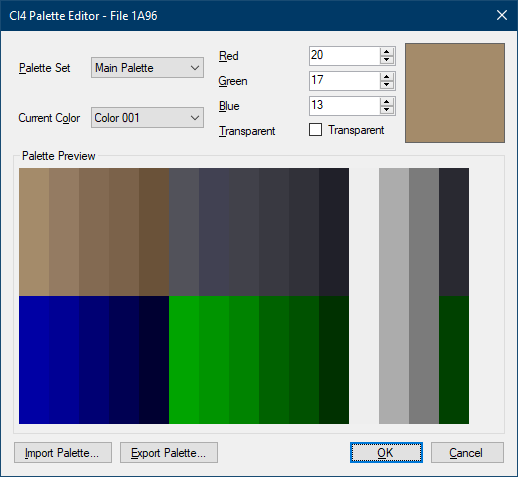 CI4 Palette Editor - File 1A96
Palette Set
Main Palette
Current Color
Color 001
Red
20
Green
17
Blue
13
Transparent
Transparent
Palette Preview
Import Palette...
Export Palette...
OK
Cancel